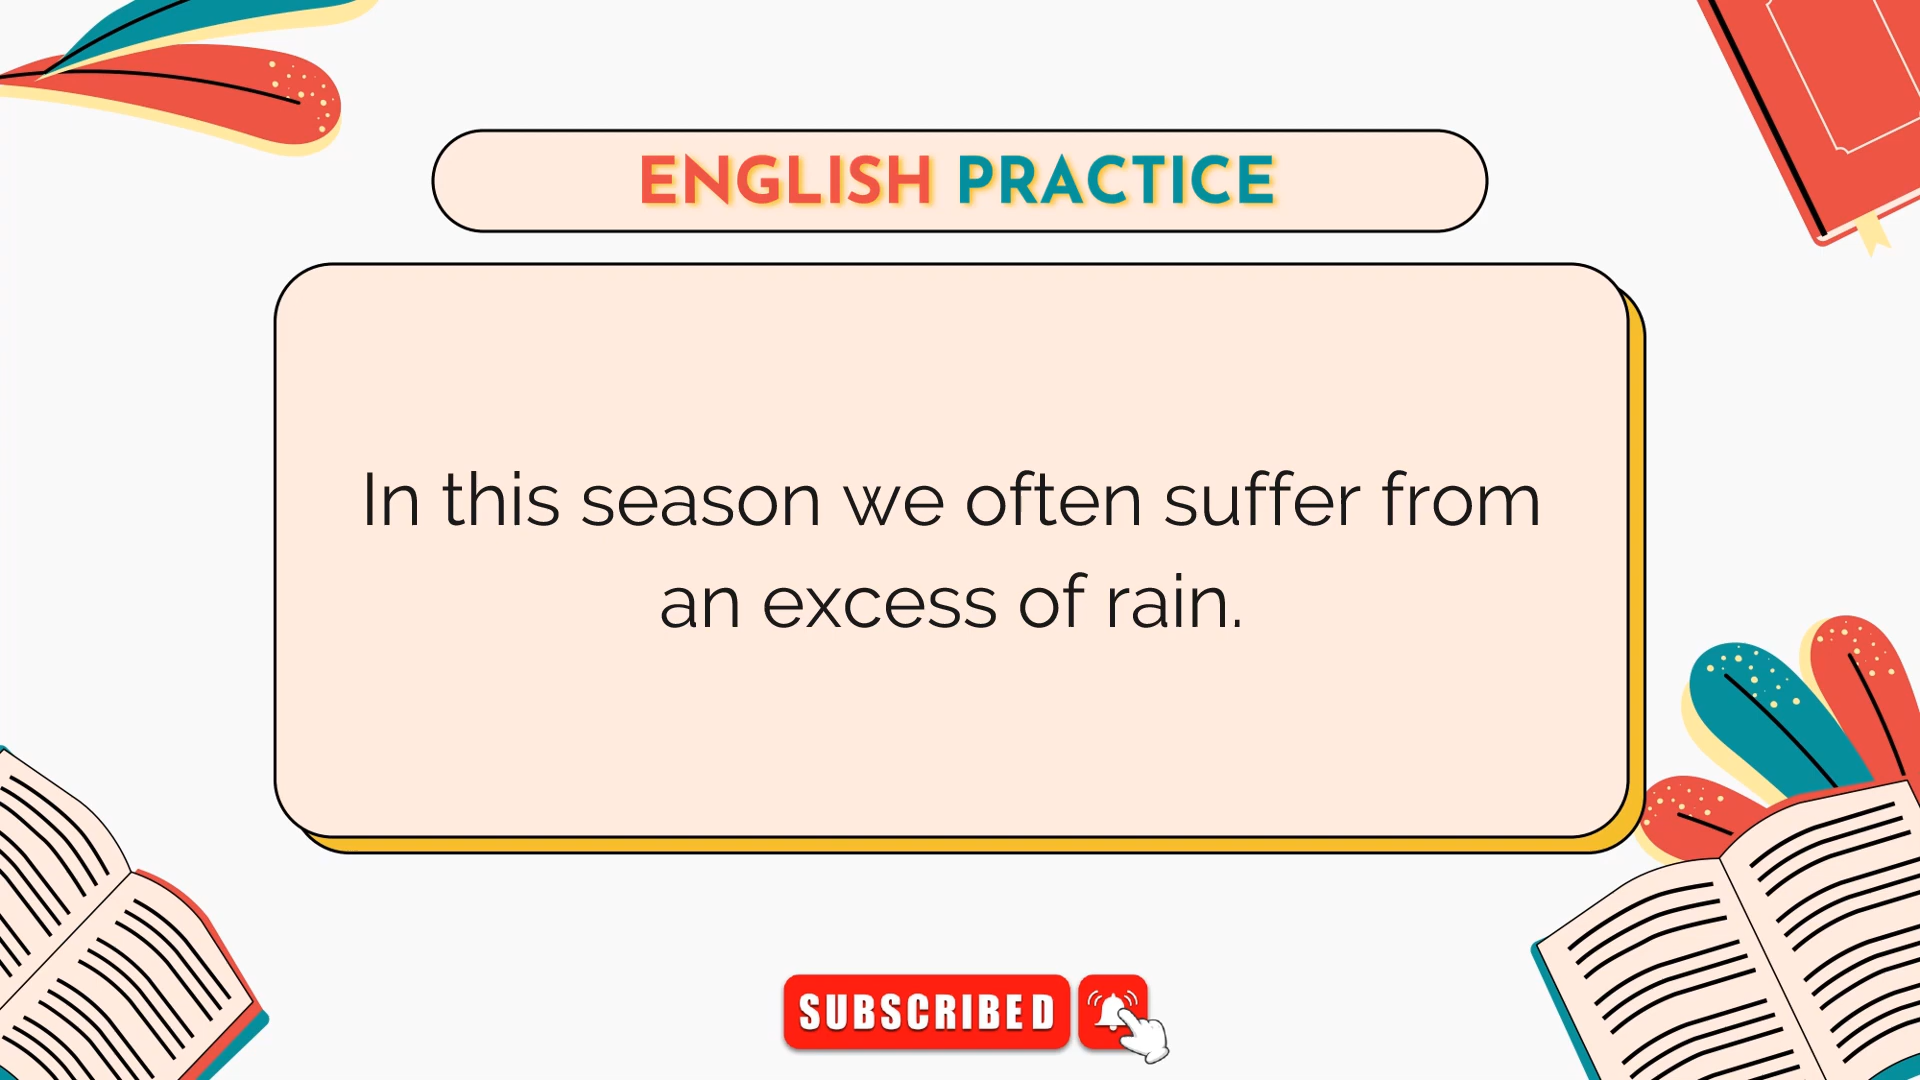 ENGLISH PRACTICE
In this season we often suffer from
an excess of rain.
SUBSCRIBED